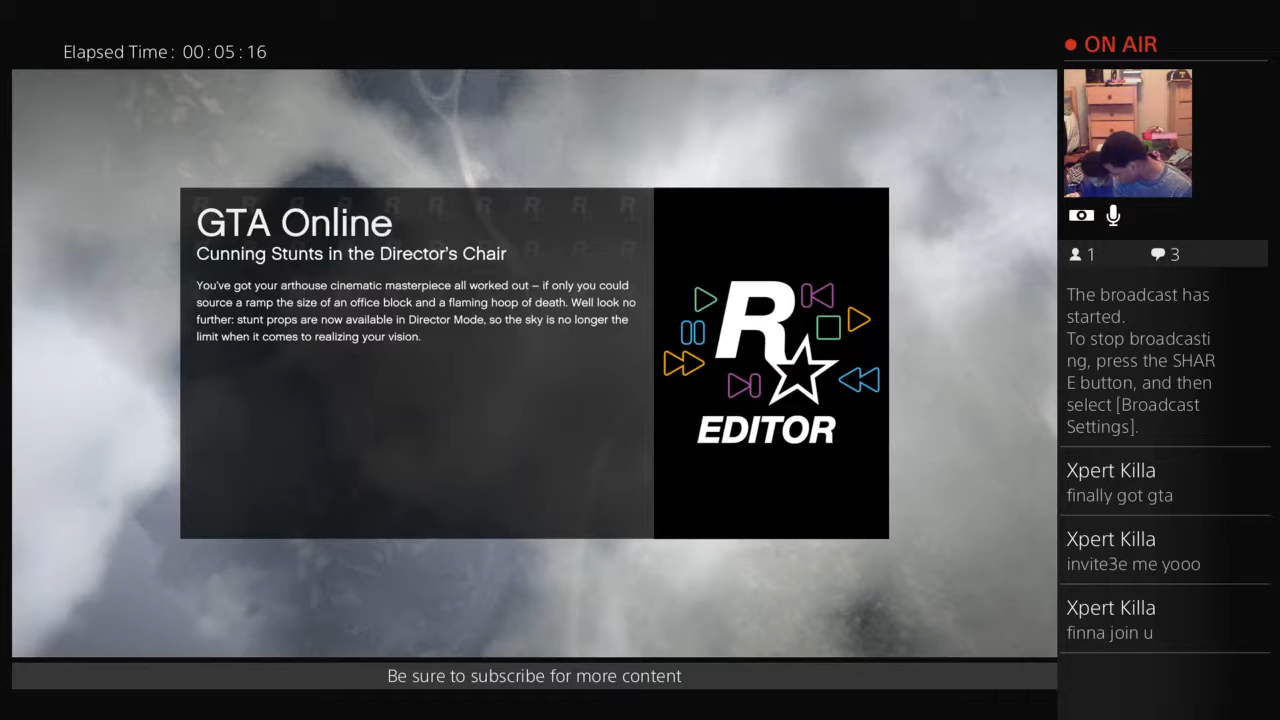 Elapsed Time: 00:05:16
ON AIR
1
3
GTA Online
Cunning Stunts in the Director's Chair
You've got your arthouse cinematic masterpiece all worked out – if only you could
source a ramp the size of an office block and a flaming hoop of death. Well look no
further: stunt props are now available in Director Mode, so the sky is no longer the
limit when it comes to realizing your vision.
R
EDITOR
The broadcast has
started.
To stop broadcasti
ng, press the SHAR
E button, and then
select [Broadcast
Settings].
Xpert Killa
finally got gta
Xpert Killa
invite3e me yooo
Xpert Killa
finna join u
Be sure to subscribe for more content